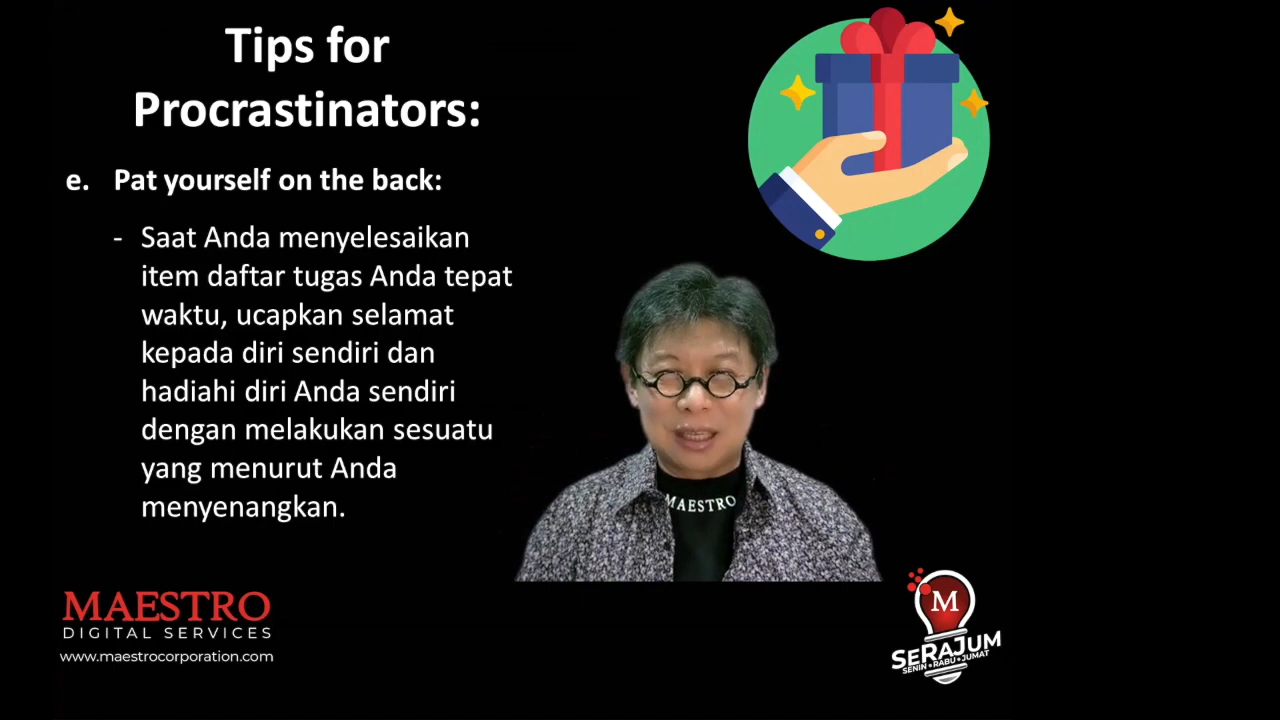 Tips for
Procrastinators:
e. Pat yourself on the back:
- Saat Anda menyelesaikan
item daftar tugas Anda tepat
waktu, ucapkan selamat
kepada diri sendiri dan
hadiahi diri Anda sendiri
dengan melakukan sesuatu
yang menurut Anda
menyenangkan.
MAESTRO
MAESTRO
DIGITAL SERVICES
www.maestrocorporation.com
M
SERAJUM
SENIN • RABU • JUMAT